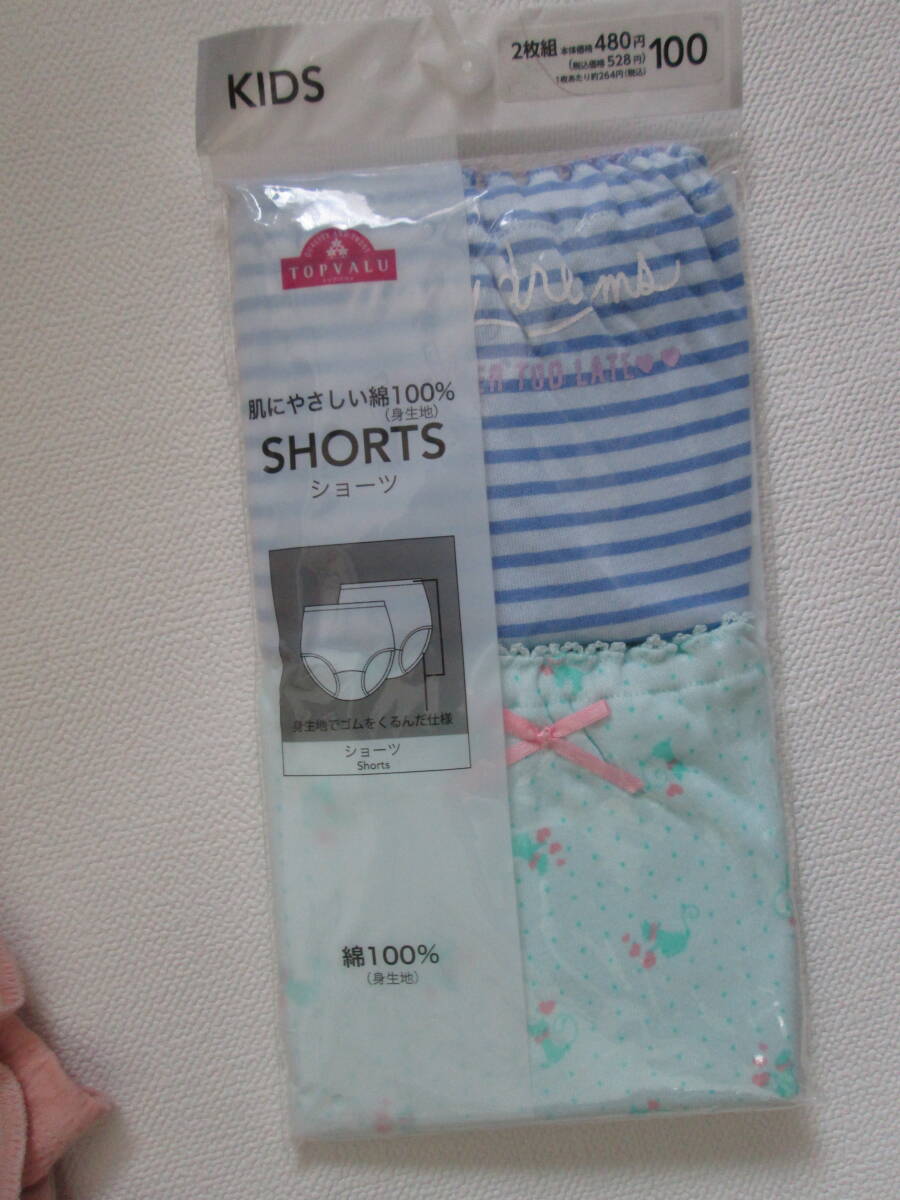 KIDS
2枚組 本体価格 480円
(税込価格 528円)
1枚あたり約264円(税込)
100
TOPVALU
drems
TOO LATE
肌にやさしい綿100%
(身生地)
SHORTS
ショーツ
身生地でゴムをくるんだ仕様
ショーツ
Shorts
綿100%
(身生地)